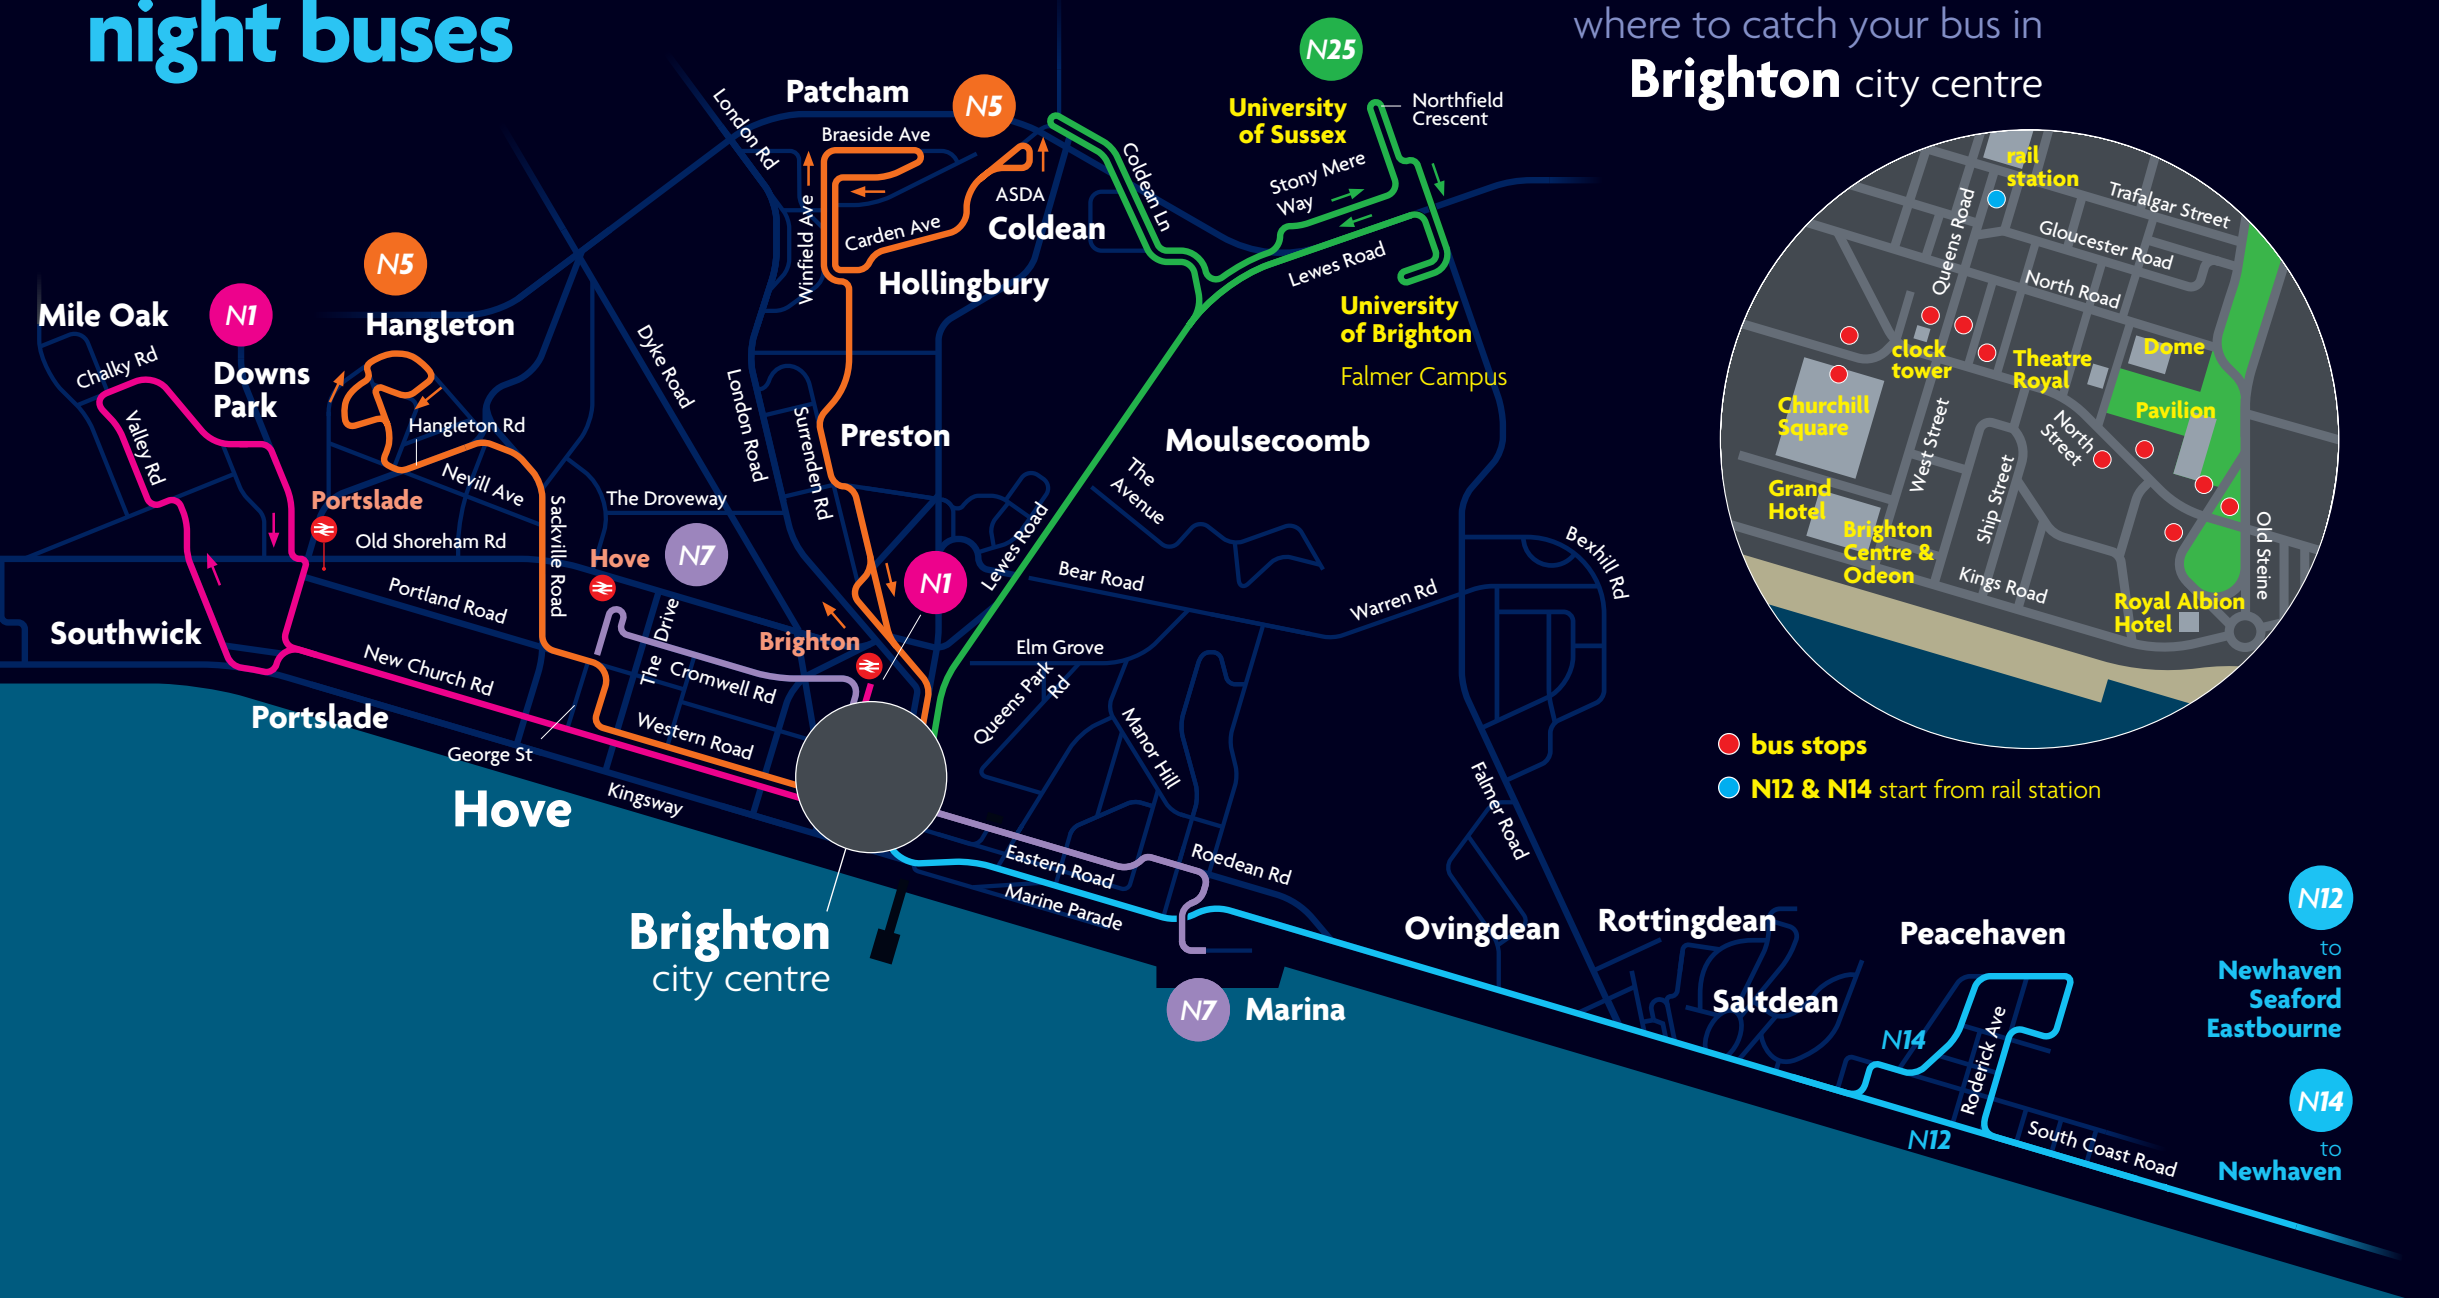 night buses
where to catch your bus in
Brighton city centre
N25
University
of Sussex
Northfield
Crescent
Patcham
N5
London Rd
Braeside Ave
Coldean Ln
Stony Mere
Way
ASDA
Coldean
Winfield Ave
Carden Ave
Hollingbury
Lewes Road
University
of Brighton
Falmer Campus
N5
Hangleton
Mile Oak
N1
Downs
Park
Chalky Rd
Valley Rd
Hangleton Rd
Nevill Ave
Dyke Road
London Road
Surrenden Rd
Preston
Moulsecoomb
The
Avenue
Portslade
Old Shoreham Rd
Sackville Road
The Droveway
Hove
N7
Portland Road
The Drive
Brighton
N1
Lewes Road
Bear Road
Warren Rd
Bexhill Rd
Southwick
New Church Rd
Cromwell Rd
Elm Grove
Queens Park
Rd
Portslade
George St
Western Road
Manor Hill
Hove
Kingsway
Falmer Road
Eastern Road
Roedean Rd
Marine Parade
Brighton
city centre
N7
Marina
Ovingdean
Rottingdean
Saltdean
Peacehaven
N14
Roderick Ave
N12
South Coast Road
N12
to
Newhaven
Seaford
Eastbourne
N14
to
Newhaven
rail
station
Trafalgar Street
Queens Road
Gloucester Road
North Road
clock
tower
Theatre
Royal
Dome
Churchill
Square
Pavilion
West Street
North
Street
Grand
Hotel
Ship Street
Brighton
Centre &
Odeon
Old Steine
Kings Road
Royal Albion
Hotel
bus stops
N12 & N14 start from rail station